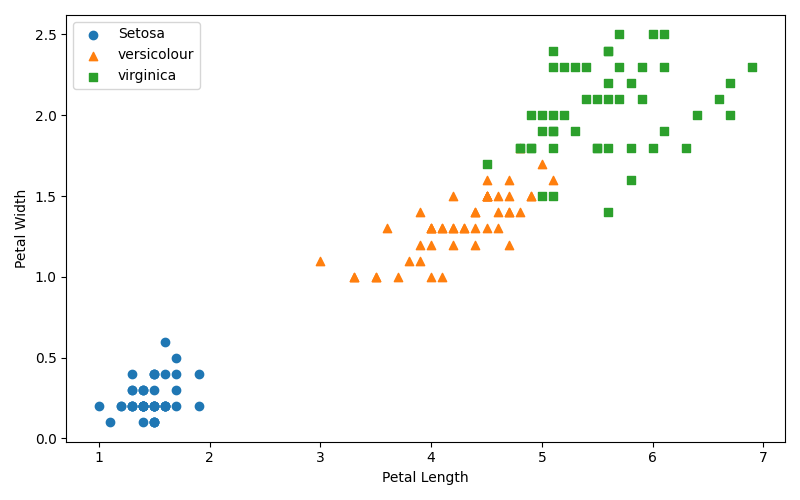 Setosa
versicolour
virginica
2.5
2.0
1.5
1.0
0.5
0.0
Petal Width
1 2 3 4 5 6 7
Petal Length